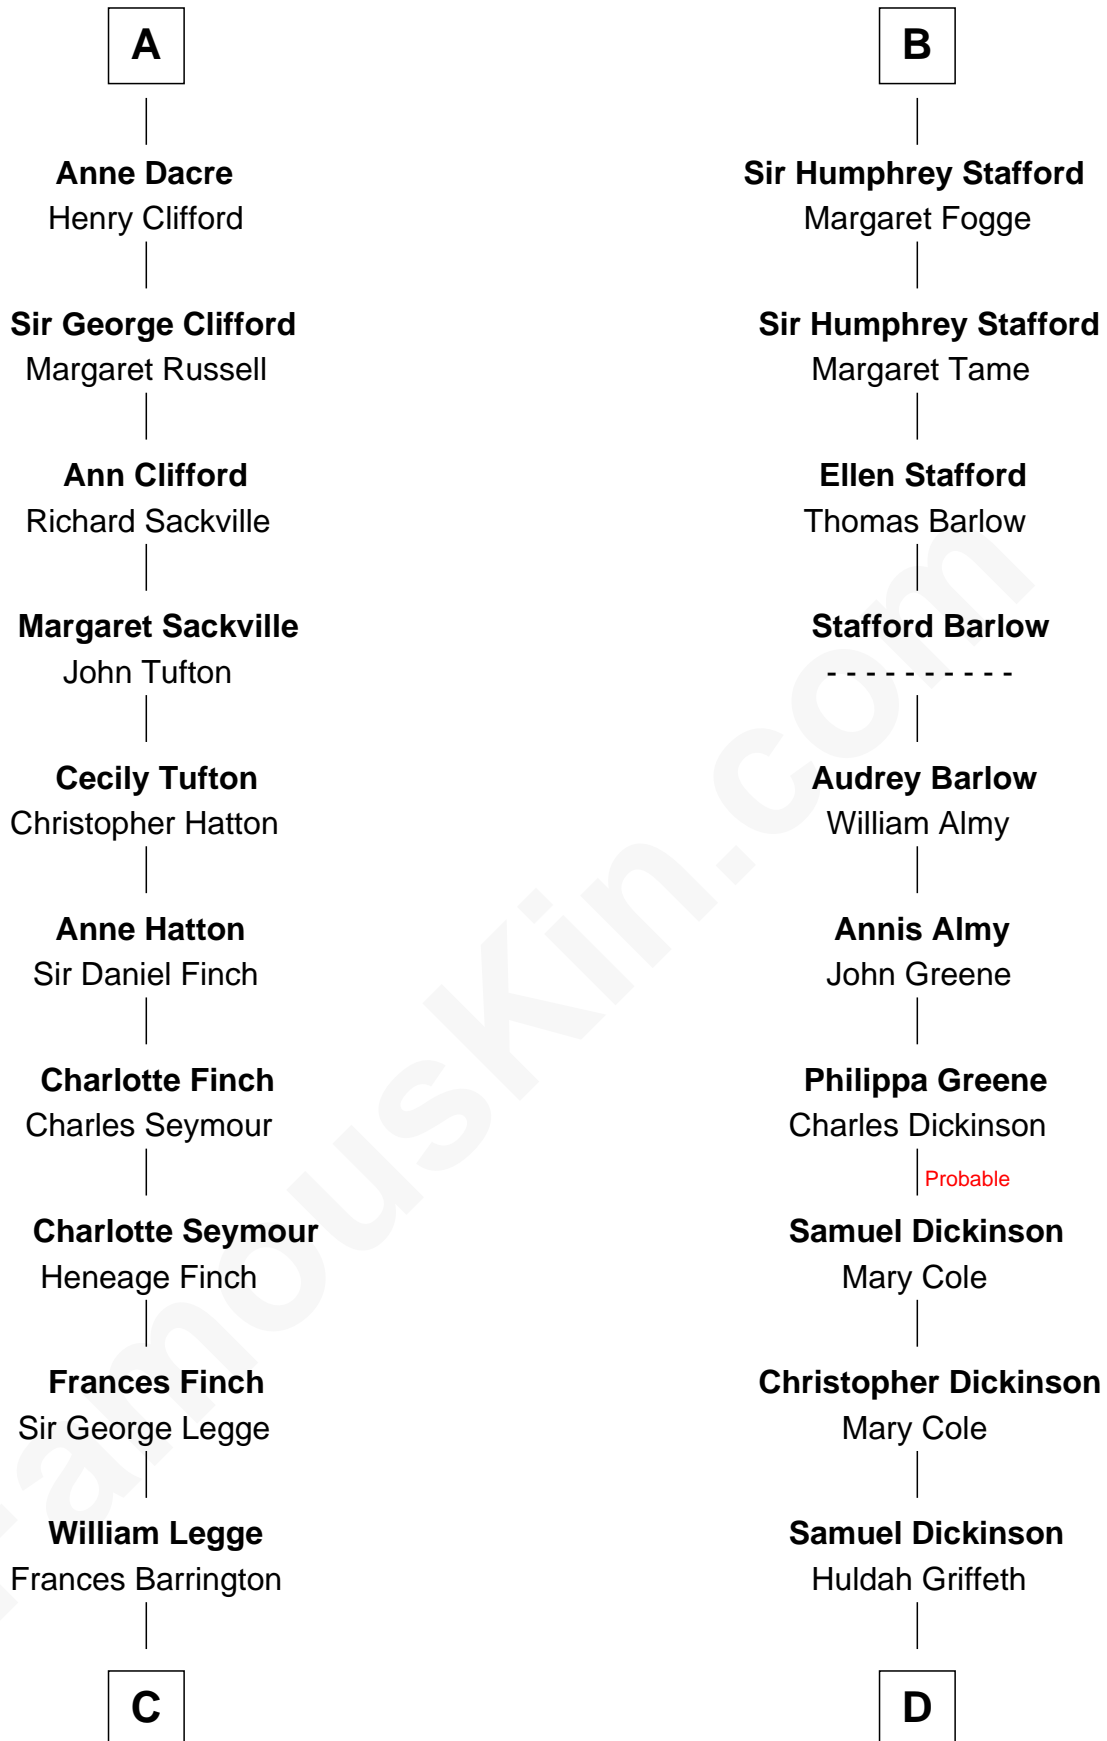 A
Anne Dacre
Henry Clifford
Sir George Clifford
Margaret Russell
Ann Clifford
Richard Sackville
Margaret Sackville
John Tufton
Cecily Tufton
Christopher Hatton
Anne Hatton
Sir Daniel Finch
Charlotte Finch
Charles Seymour
Charlotte Seymour
Heneage Finch
Frances Finch
Sir George Legge
William Legge
Frances Barrington
C
B
Sir Humphrey Stafford
Margaret Fogge
Sir Humphrey Stafford
Margaret Tame
Ellen Stafford
Thomas Barlow
Stafford Barlow
- - - - - - - - - -
Audrey Barlow
William Almy
Annis Almy
John Greene
Philippa Greene
Charles Dickinson
Probable
Samuel Dickinson
Mary Cole
Christopher Dickinson
Mary Cole
Samuel Dickinson
Huldah Griffeth
D
FamousKin.com